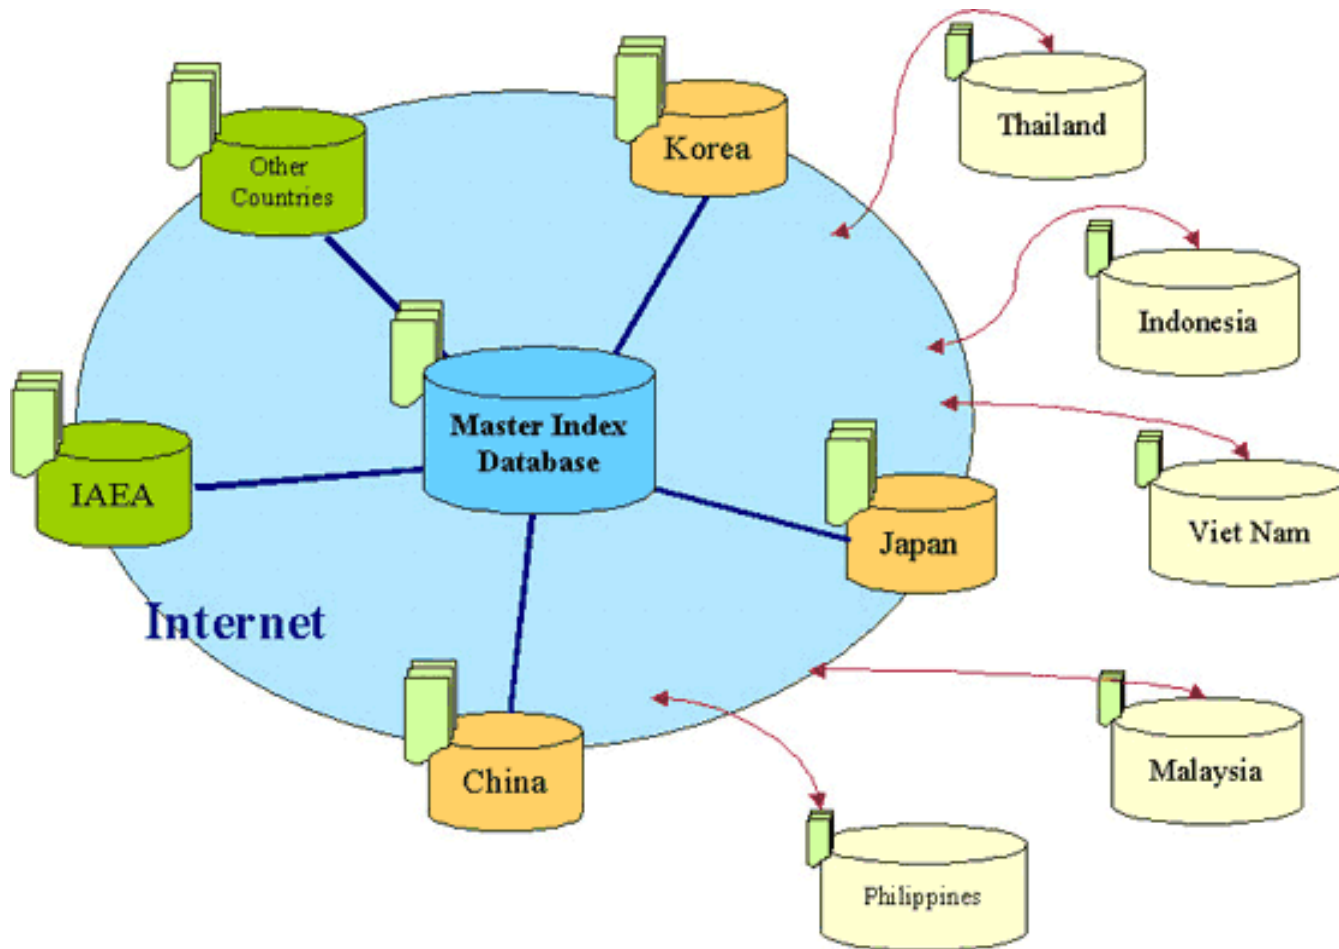 Thailand
Korea
Other
Countries
Indonesia
Master Index
Database
IAEA
Japan
Viet Nam
Internet
China
Malaysia
Philippines